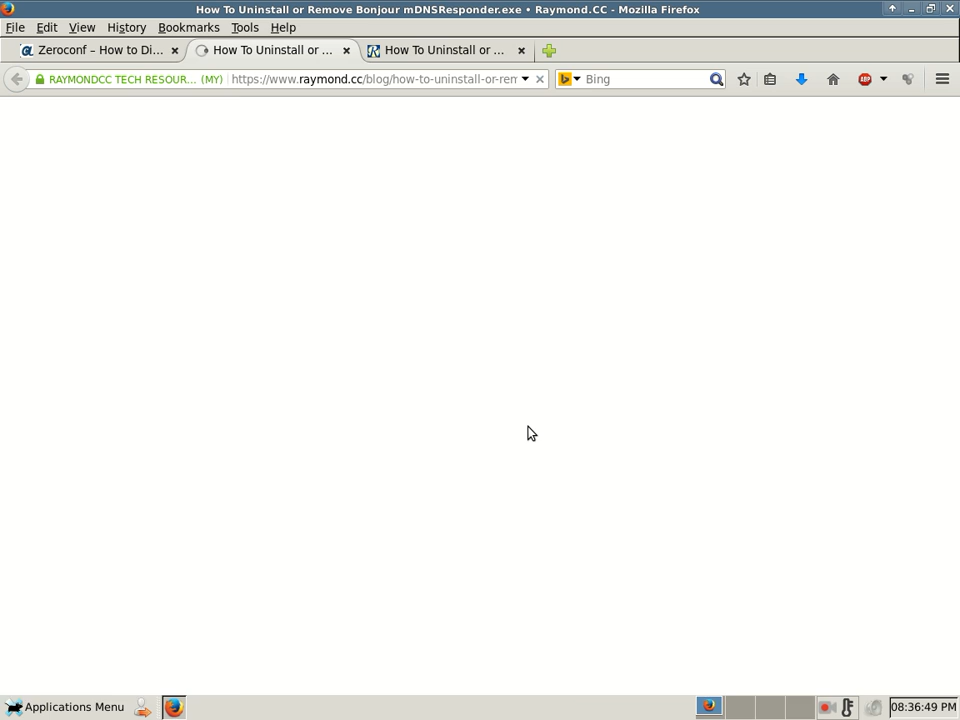 How To Uninstall or Remove Bonjour mDNSResponder.exe • Raymond.CC - Mozilla Firefox
File Edit View History Bookmarks Tools Help
Zeroconf – How to Di... How To Uninstall or ... How To Uninstall or ...
RAYMONDCC TECH RESOUR... (MY) https://www.raymond.cc/blog/how-to-uninstall-or-rem Bing ABP
Applications Menu 08:36:49 PM